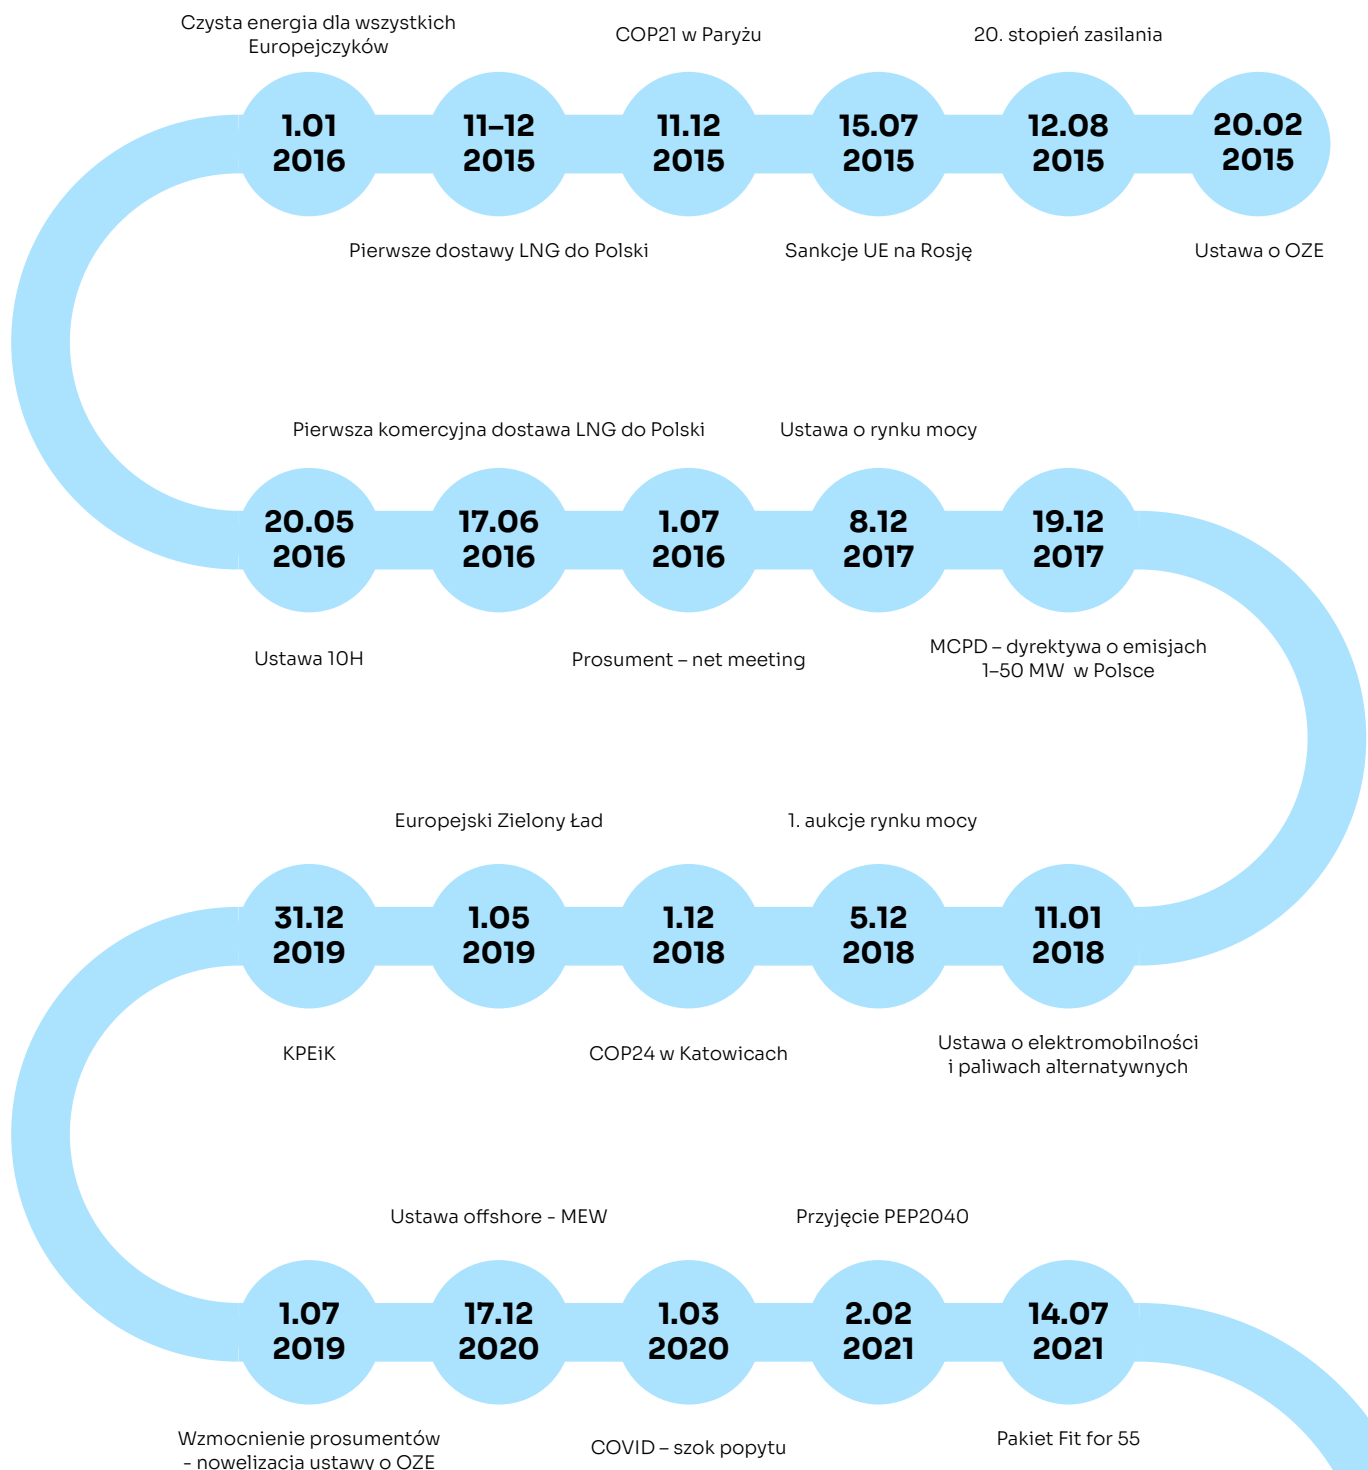 Czysta energia dla wszystkich
Europejczyków
COP21 w Paryżu
20. stopień zasilania
1.01
2016
11–12
2015
11.12
2015
15.07
2015
12.08
2015
20.02
2015
Pierwsze dostawy LNG do Polski
Sankcje UE na Rosję
Ustawa o OZE
Pierwsza komercyjna dostawa LNG do Polski
Ustawa o rynku mocy
20.05
2016
17.06
2016
1.07
2016
8.12
2017
19.12
2017
Ustawa 10H
Prosument – net meeting
MCPD – dyrektywa o emisjach
1–50 MW w Polsce
Europejski Zielony Ład
1. aukcje rynku mocy
31.12
2019
1.05
2019
1.12
2018
5.12
2018
11.01
2018
KPEiK
COP24 w Katowicach
Ustawa o elektromobilności
i paliwach alternatywnych
Ustawa offshore - MEW
Przyjęcie PEP2040
1.07
2019
17.12
2020
1.03
2020
2.02
2021
14.07
2021
Wzmocnienie prosumentów
- nowelizacja ustawy o OZE
COVID – szok popytu
Pakiet Fit for 55